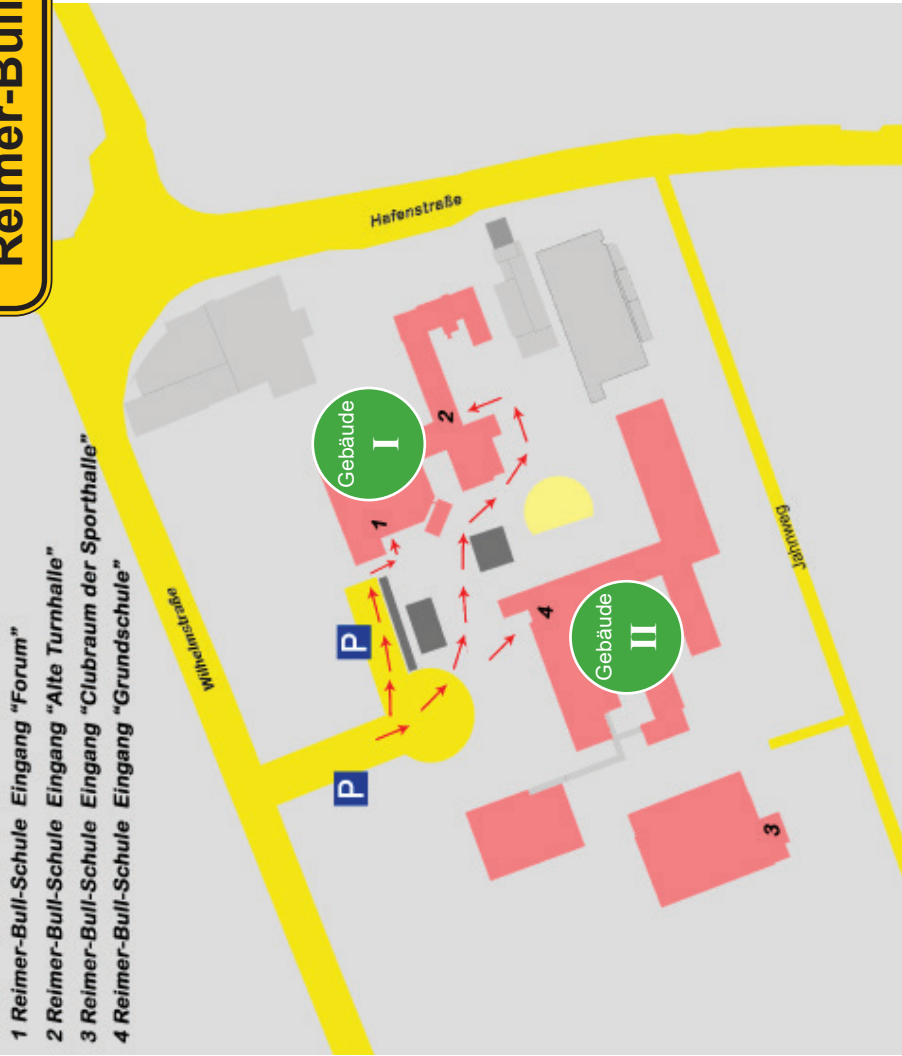 Reimer-Bull
1 Reimer-Bull-Schule Eingang "Forum"
2 Reimer-Bull-Schule Eingang "Alte Turnhalle"
3 Reimer-Bull-Schule Eingang "Clubraum der Sporthalle"
4 Reimer-Bull-Schule Eingang "Grundschule"
Wilhelmstraße
Hafenstraße
P
P
1
Gebäude
I
2
4
Gebäude
II
3
Jahnweg